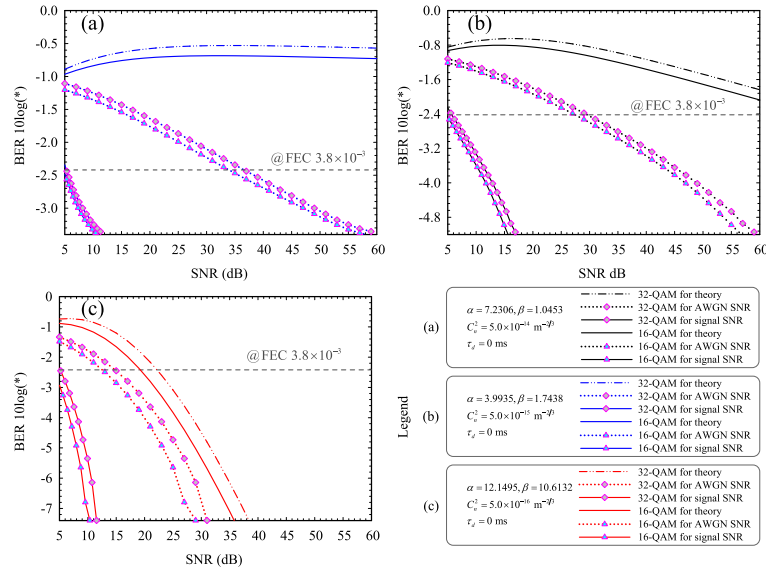 (a)
BER 10log(*)
0.0
-0.5
-1.0
-1.5
-2.0
-2.5
-3.0
@FEC 3.8×10⁻³
5 10 15 20 25 30 35 40 45 50 55 60
SNR (dB)
(b)
BER 10log(*)
0.0
-0.8
-1.6
-2.4
-3.2
-4.0
-4.8
@FEC 3.8×10⁻³
5 10 15 20 25 30 35 40 45 50 55 60
SNR dB
(c)
BER 10log(*)
0
-1
-2
-3
-4
-5
-6
-7
@FEC 3.8×10⁻³
5 10 15 20 25 30 35 40 45 50 55 60
SNR (dB)
Legend
(a)
α = 7.2306, β = 1.0453
C_n² = 5.0×10⁻¹⁴ m⁻²ᐟ³
τ_d = 0 ms
32-QAM for theory
32-QAM for AWGN SNR
32-QAM for signal SNR
16-QAM for theory
16-QAM for AWGN SNR
16-QAM for signal SNR
(b)
α = 3.9935, β = 1.7438
C_n² = 5.0×10⁻¹⁵ m⁻²ᐟ³
τ_d = 0 ms
32-QAM for theory
32-QAM for AWGN SNR
32-QAM for signal SNR
16-QAM for theory
16-QAM for AWGN SNR
16-QAM for signal SNR
(c)
α = 12.1495, β = 10.6132
C_n² = 5.0×10⁻¹⁶ m⁻²ᐟ³
τ_d = 0 ms
32-QAM for theory
32-QAM for AWGN SNR
32-QAM for signal SNR
16-QAM for theory
16-QAM for AWGN SNR
16-QAM for signal SNR